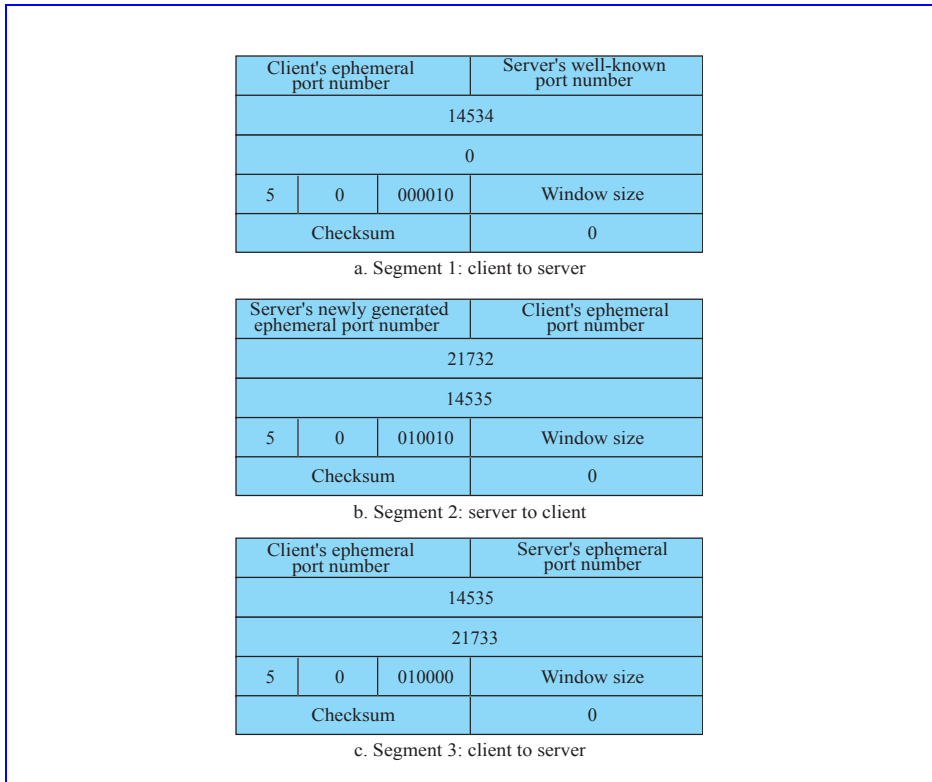 Client's ephemeral
port number
Server's well-known
port number
14534
0
5 0 000010 Window size
Checksum 0
a. Segment 1: client to server
Server's newly generated
ephemeral port number
Client's ephemeral
port number
21732
14535
5 0 010010 Window size
Checksum 0
b. Segment 2: server to client
Client's ephemeral
port number
Server's ephemeral
port number
14535
21733
5 0 010000 Window size
Checksum 0
c. Segment 3: client to server